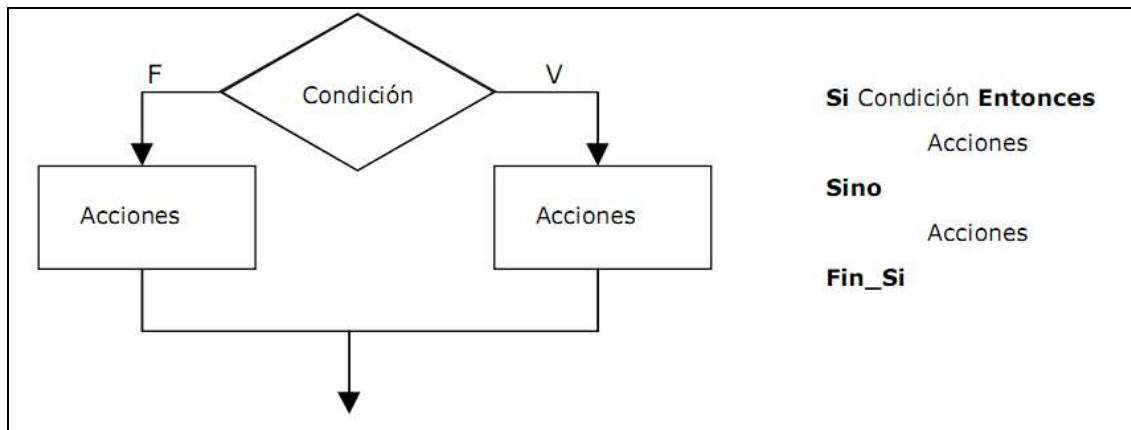 F
V
Condición
Acciones
Acciones
Si Condición Entonces
Acciones
Sino
Acciones
Fin_Si